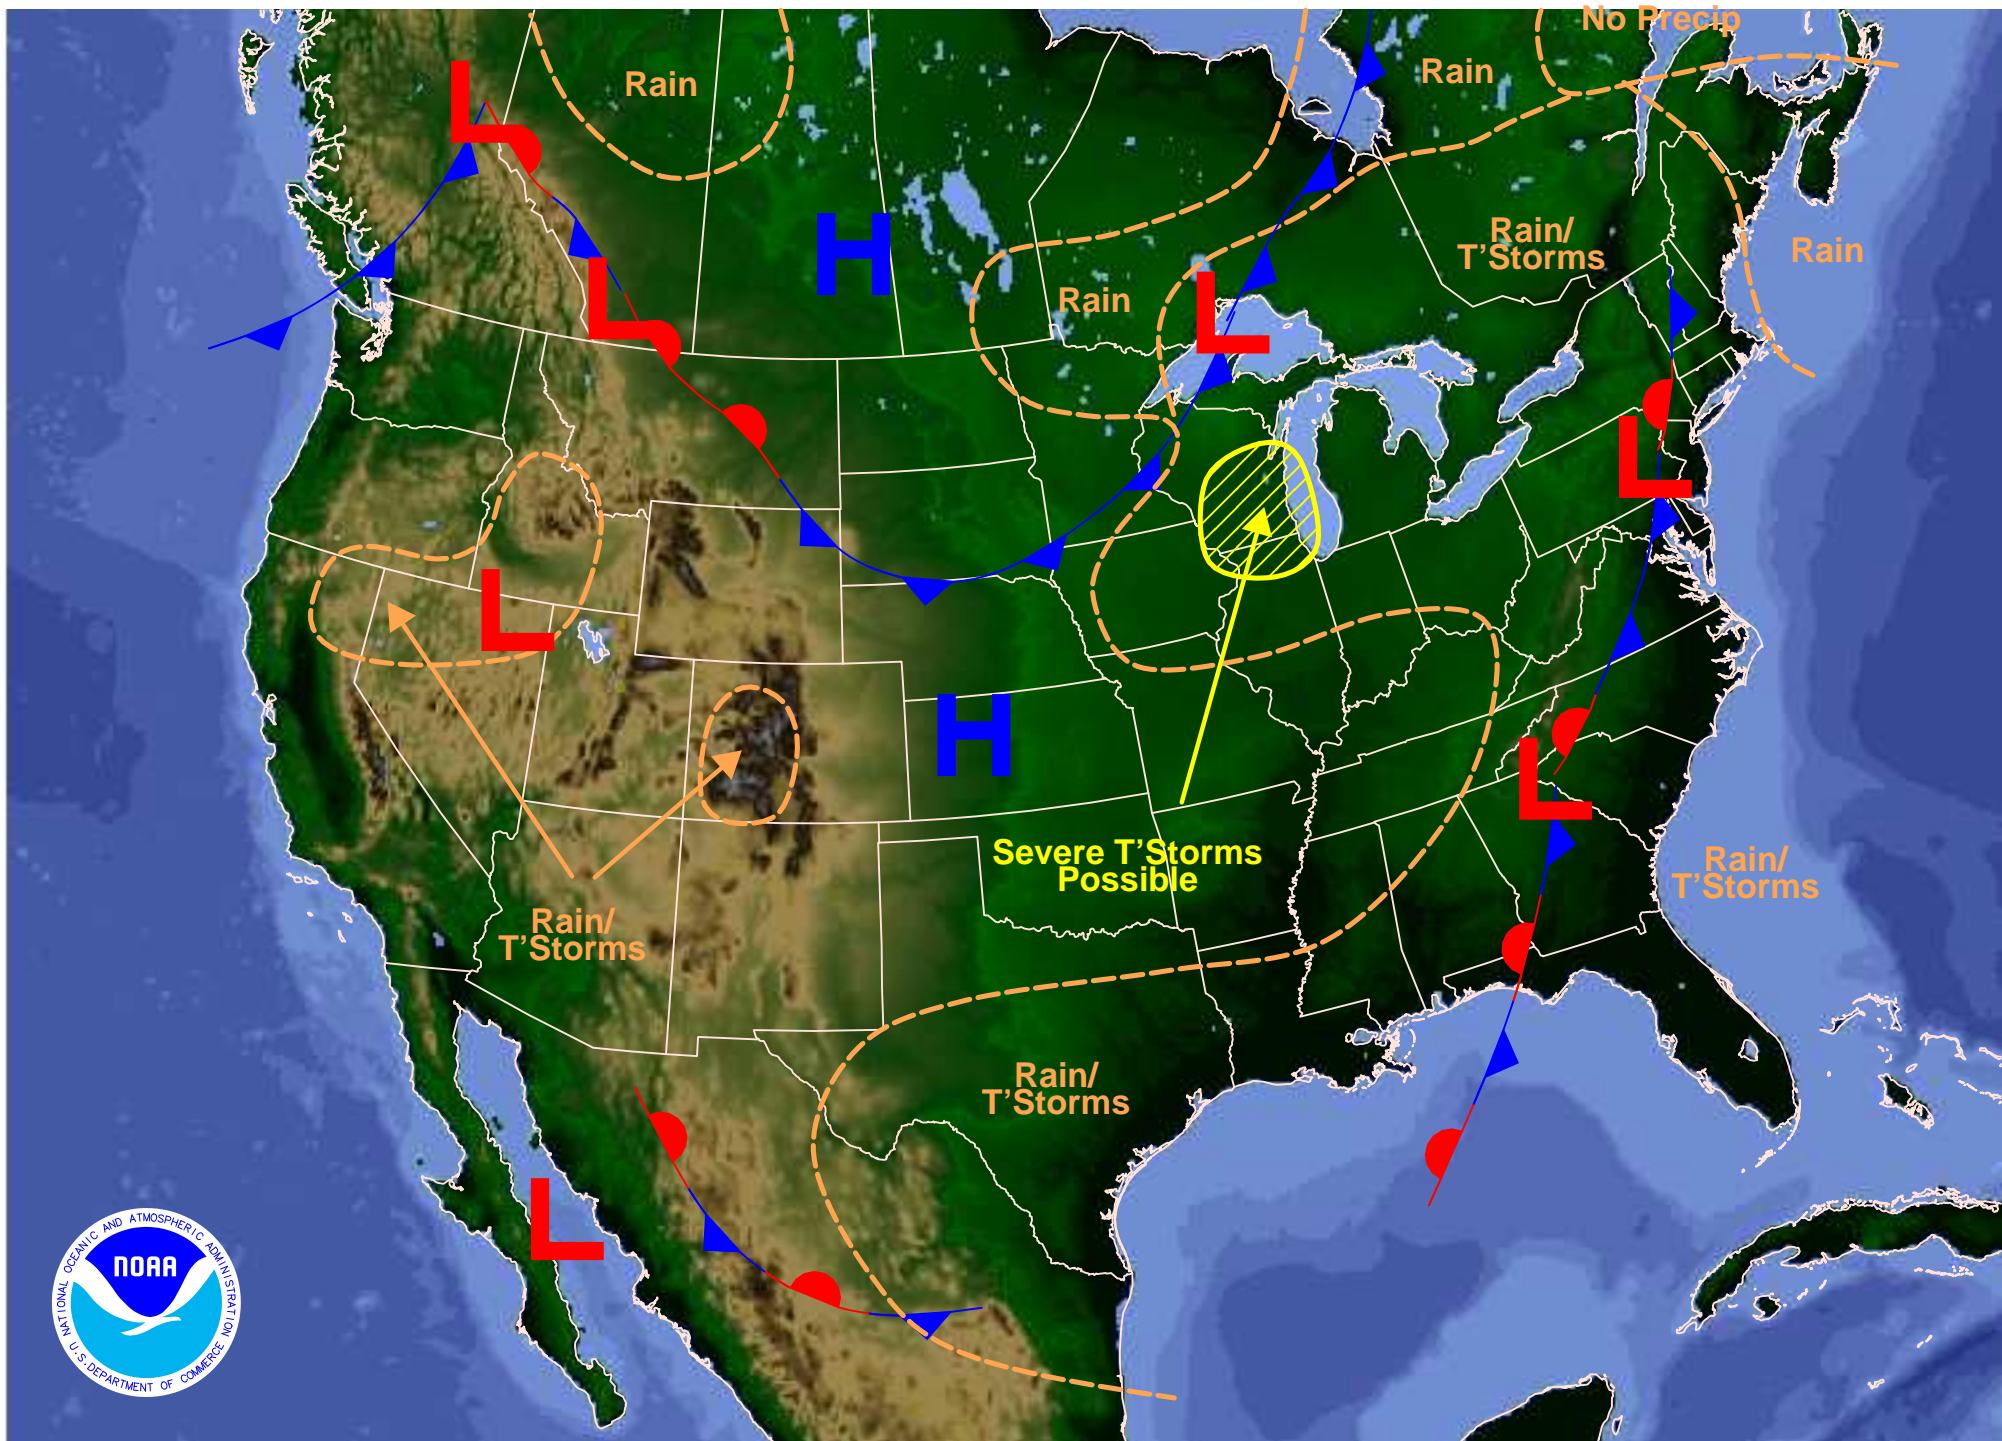 No Precip
Rain
Rain
L
Rain/
T'Storms
Rain
H
L
Rain
L
L
L
H
L
Severe T'Storms
Possible
Rain/
T'Storms
Rain/
T'Storms
Rain/
T'Storms
L
L
NATIONAL OCEANIC AND ATMOSPHERIC ADMINISTRATION
NOAA
U.S. DEPARTMENT OF COMMERCE